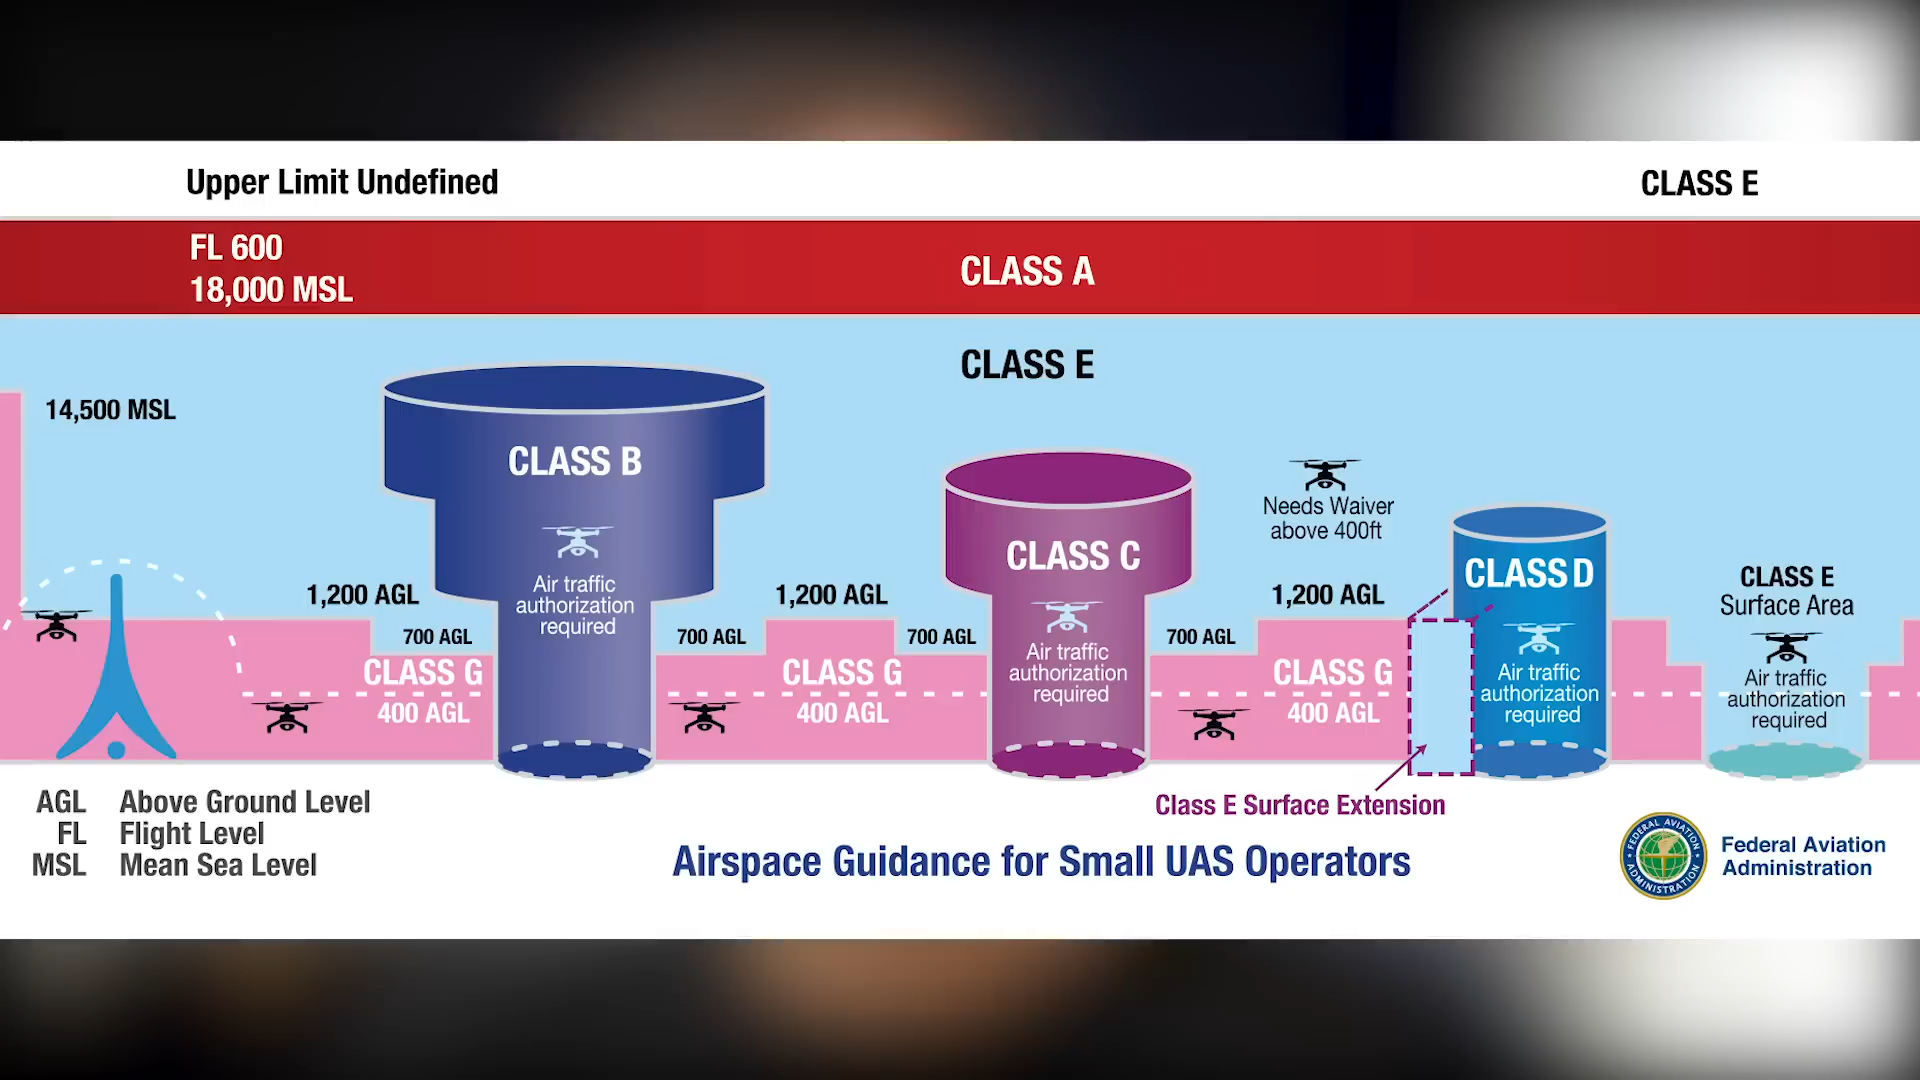 Upper Limit Undefined
CLASS E
FL 600
18,000 MSL
CLASS A
CLASS E
14,500 MSL
CLASS B
Air traffic
authorization
required
1,200 AGL
700 AGL
CLASS G
400 AGL
700 AGL
1,200 AGL
CLASS G
400 AGL
700 AGL
CLASS C
Air traffic
authorization
required
700 AGL
Needs Waiver
above 400ft
1,200 AGL
CLASS G
400 AGL
CLASS D
Air traffic
authorization
required
CLASS E
Surface Area
Air traffic
authorization
required
Class E Surface Extension
AGL Above Ground Level
FL Flight Level
MSL Mean Sea Level
Airspace Guidance for Small UAS Operators
FEDERAL AVIATION
ADMINISTRATION
Federal Aviation
Administration